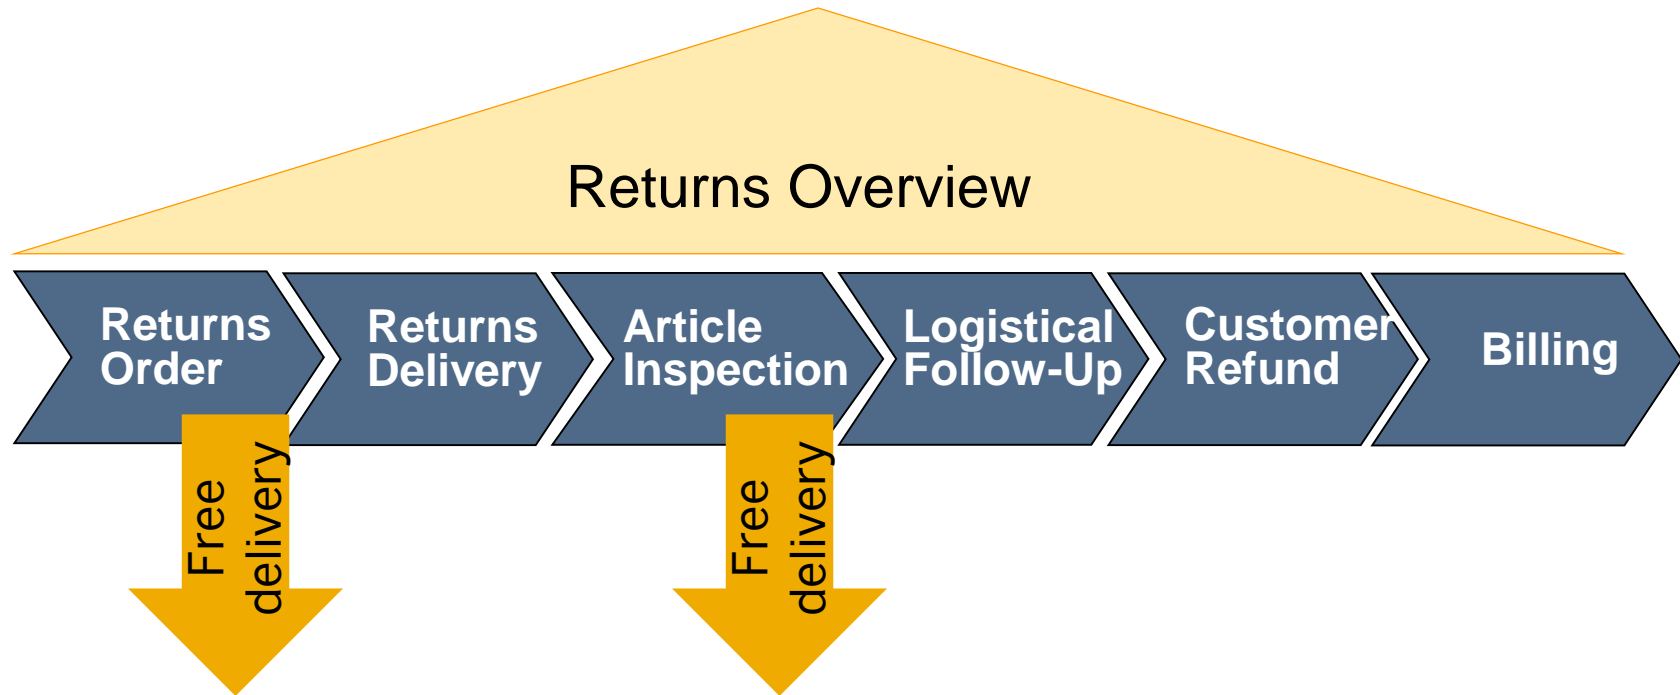 Returns Overview
Returns
Order
Returns
Delivery
Article
Inspection
Logistical
Follow-Up
Customer
Refund
Billing
Free
delivery
Free
delivery